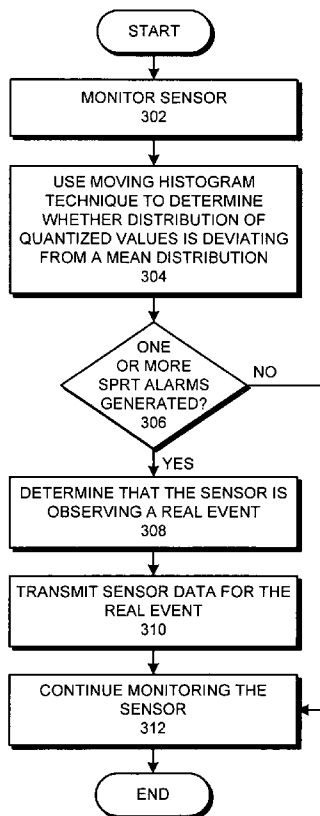 START
MONITOR SENSOR
302
USE MOVING HISTOGRAM
TECHNIQUE TO DETERMINE
WHETHER DISTRIBUTION OF
QUANTIZED VALUES IS DEVIATING
FROM A MEAN DISTRIBUTION
304
ONE
OR MORE
SPRT ALARMS
GENERATED?
306
NO
YES
DETERMINE THAT THE SENSOR IS
OBSERVING A REAL EVENT
308
TRANSMIT SENSOR DATA FOR THE
REAL EVENT
310
CONTINUE MONITORING THE
SENSOR
312
END